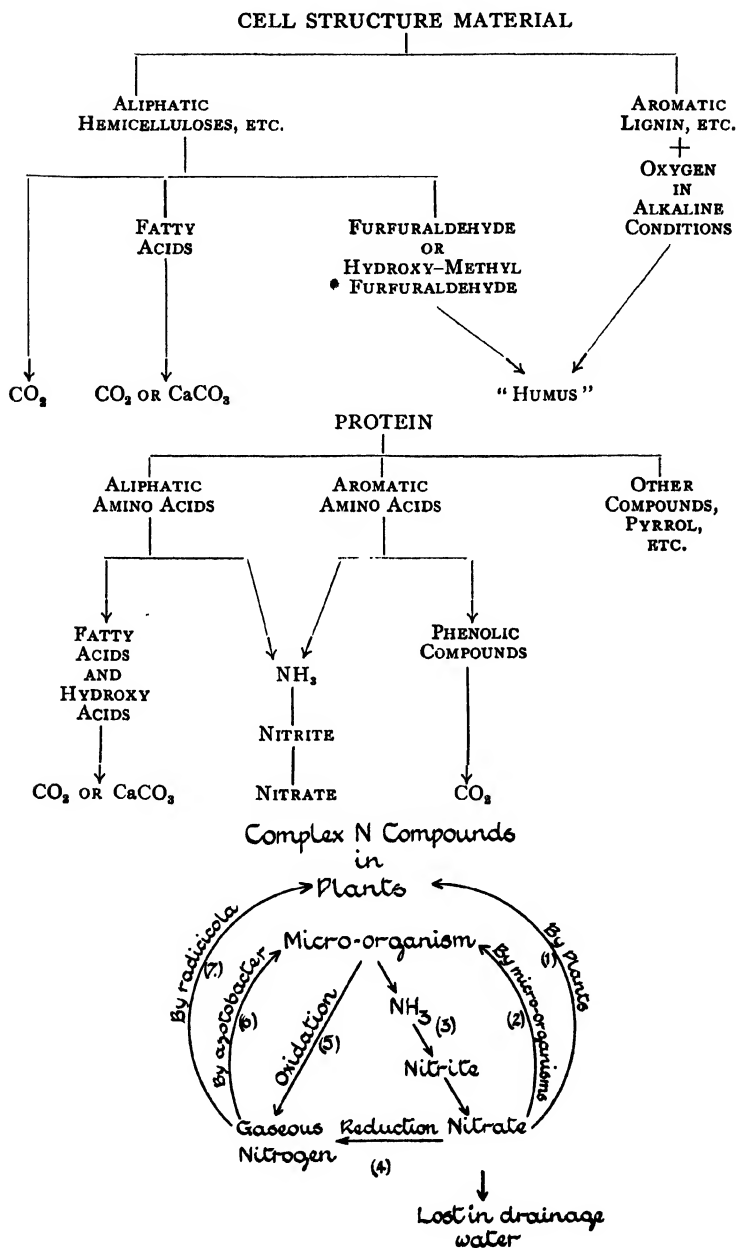 CELL STRUCTURE MATERIAL
ALIPHATIC
HEMICELLULOSES, ETC.
AROMATIC
LIGNIN, ETC.
+
OXYGEN
IN
ALKALINE
CONDITIONS
FATTY
ACIDS
FURFURALDEHYDE
OR
HYDROXY-METHYL
FURFURALDEHYDE
CO₂
CO₂ OR CaCO₃
"HUMUS"
PROTEIN
ALIPHATIC
AMINO ACIDS
AROMATIC
AMINO ACIDS
OTHER
COMPOUNDS,
PYRROL,
ETC.
FATTY
ACIDS
AND
HYDROXY
ACIDS
NH₃
NITRITE
NITRATE
PHENOLIC
COMPOUNDS
CO₂ OR CaCO₃
CO₂
Complex N Compounds
in
Plants
By radicicola
(7.)
By azotobacter
(6)
Micro-organism
Oxidation
(5)
NH₃
(3)
Nitrite
By micro-organisms
(2)
By plants
(1)
Gaseous
Nitrogen
Reduction
(4)
Nitrate
Lost in drainage
water